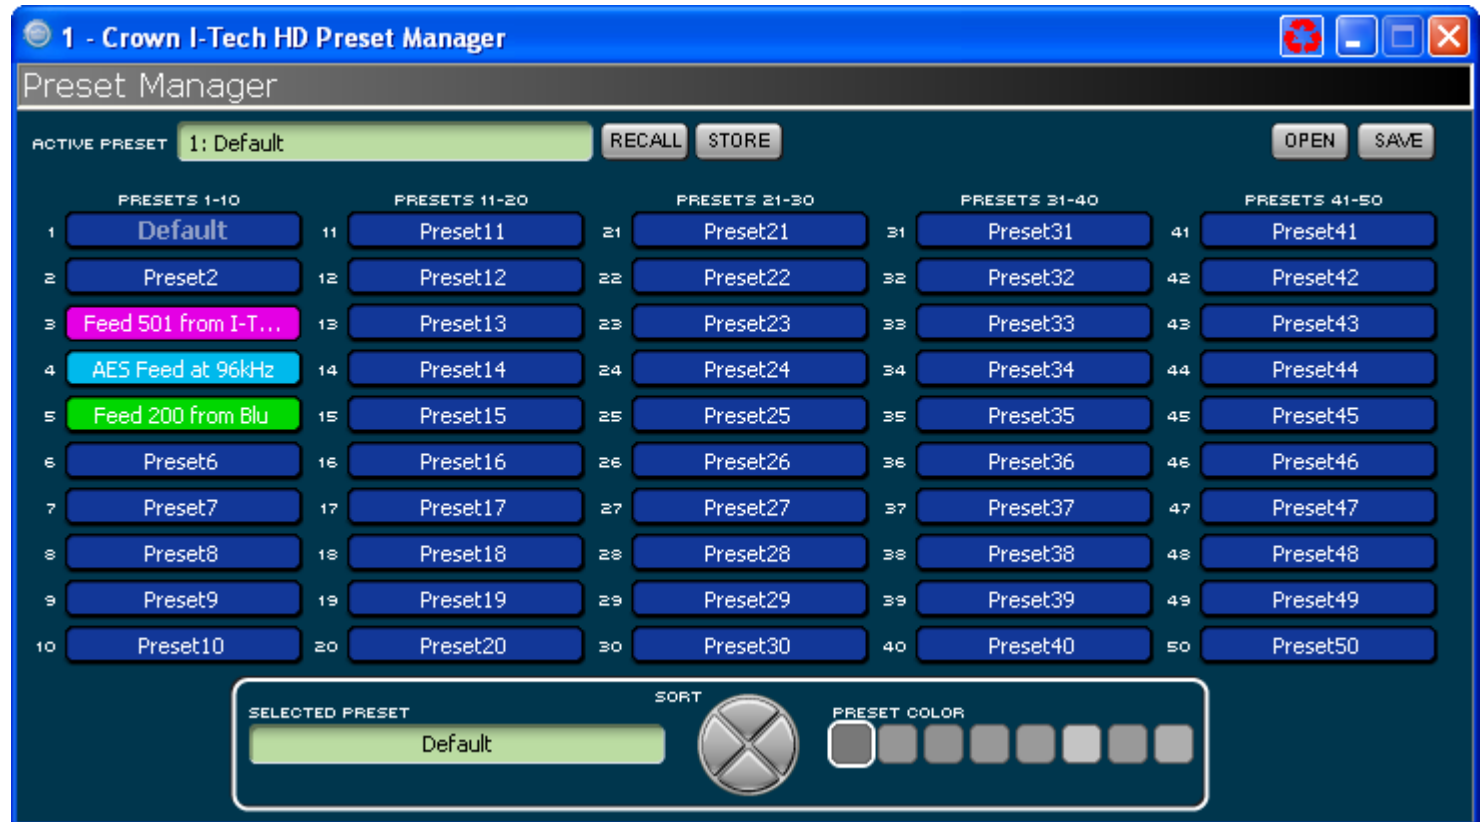 1 - Crown I-Tech HD Preset Manager
Preset Manager
ACTIVE PRESET 1: Default RECALL STORE OPEN SAVE
PRESETS 1-10 PRESETS 11-20 PRESETS 21-30 PRESETS 31-40 PRESETS 41-50
1 Default 11 Preset11 21 Preset21 31 Preset31 41 Preset41
2 Preset2 12 Preset12 22 Preset22 32 Preset32 42 Preset42
3 Feed 501 from I-T... 13 Preset13 23 Preset23 33 Preset33 43 Preset43
4 AES Feed at 96kHz 14 Preset14 24 Preset24 34 Preset34 44 Preset44
5 Feed 200 from Blu 15 Preset15 25 Preset25 35 Preset35 45 Preset45
6 Preset6 16 Preset16 26 Preset26 36 Preset36 46 Preset46
7 Preset7 17 Preset17 27 Preset27 37 Preset37 47 Preset47
8 Preset8 18 Preset18 28 Preset28 38 Preset38 48 Preset48
9 Preset9 19 Preset19 29 Preset29 39 Preset39 49 Preset49
10 Preset10 20 Preset20 30 Preset30 40 Preset40 50 Preset50
SELECTED PRESET SORT PRESET COLOR
Default